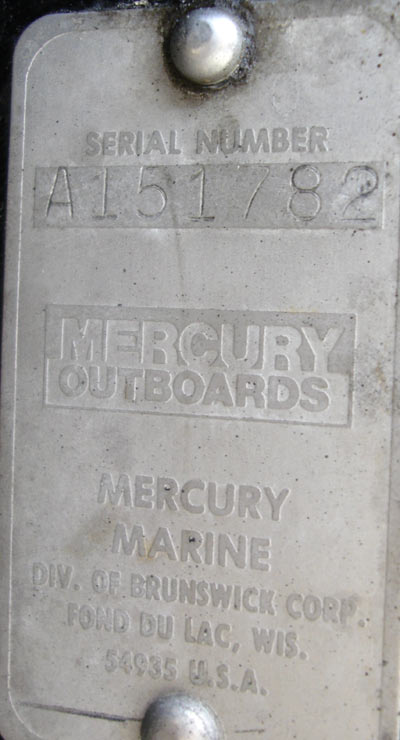 SERIAL NUMBER
A151782
MERCURY
OUTBOARDS
MERCURY
MARINE
DIV. OF BRUNSWICK CORP.
FOND DU LAC, WIS.
54935 U.S.A.